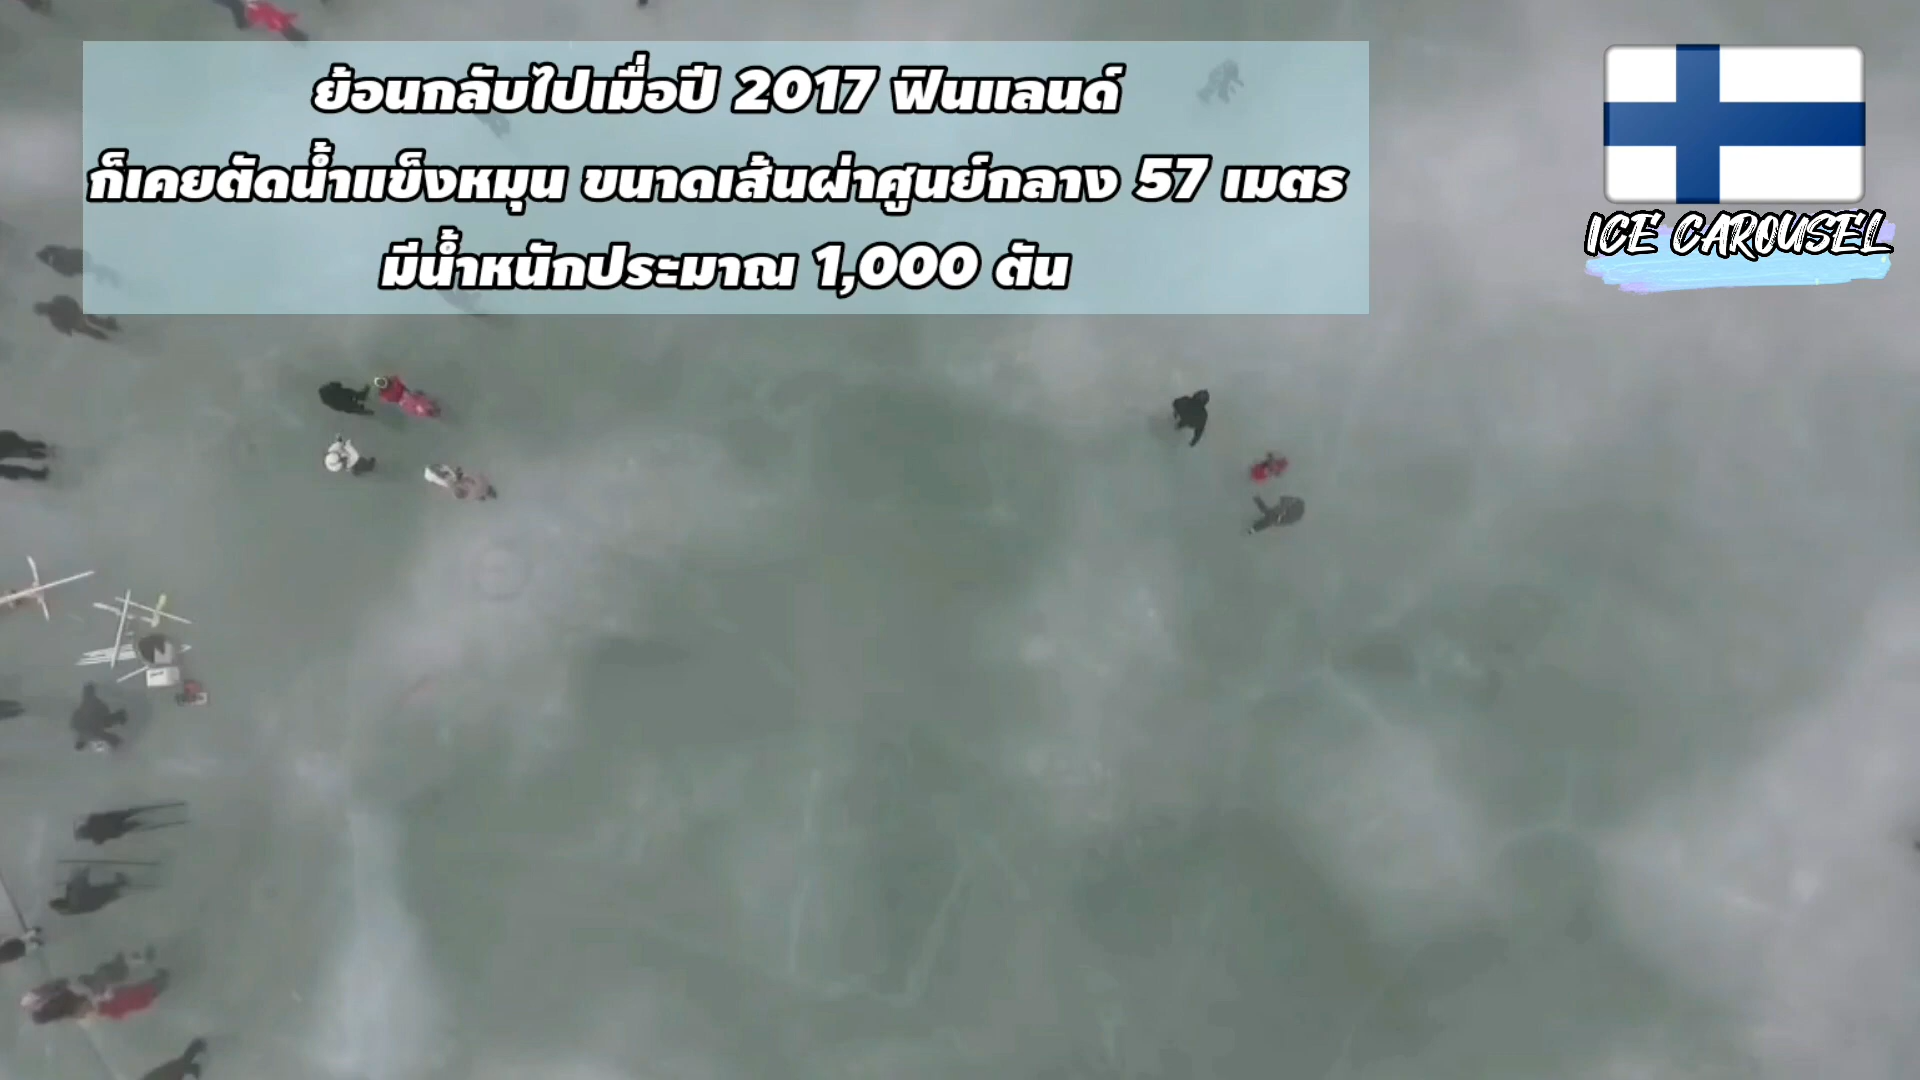 ย้อนกลับไปเมื่อปี 2017 ฟินแลนด์
ก็เคยตัดน้ำแข็งหมุน ขนาดเส้นผ่าศูนย์กลาง 57 เมตร
มีน้ำหนักประมาณ 1,000 ตัน
ICE CAROUSEL